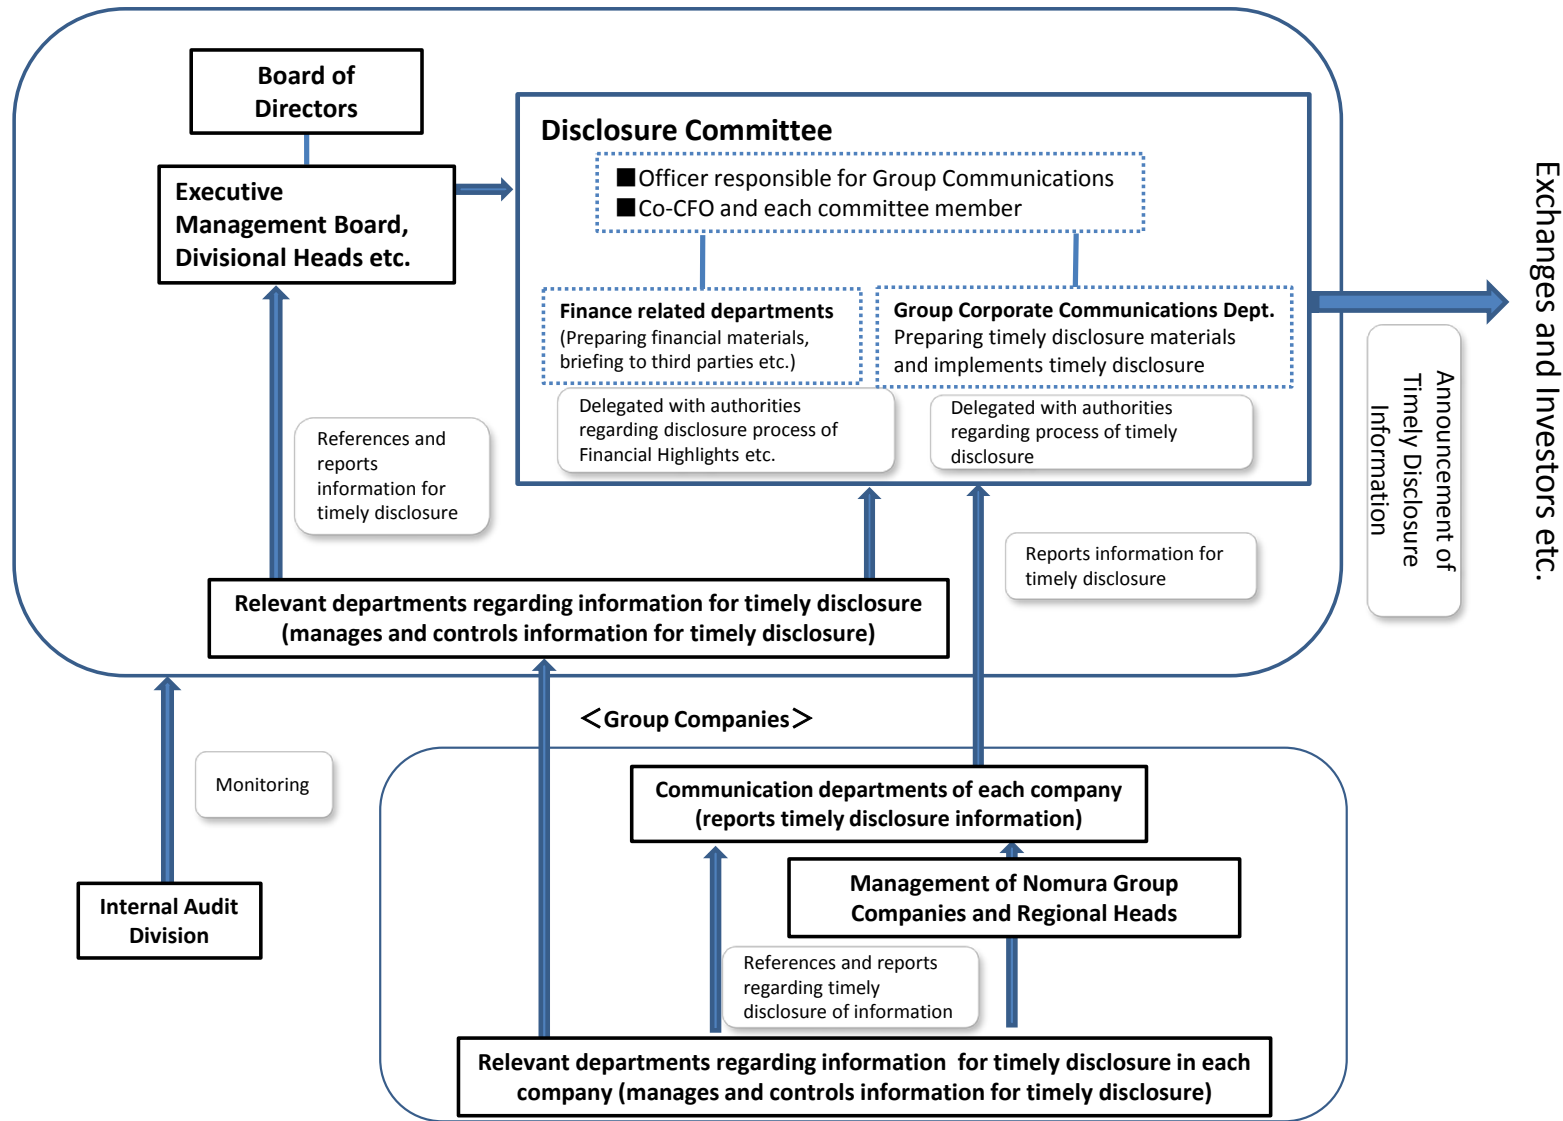 Board of
Directors
Executive
Management Board,
Divisional Heads etc.
Disclosure Committee
■Officer responsible for Group Communications
■Co-CFO and each committee member
Finance related departments
(Preparing financial materials,
briefing to third parties etc.)
Group Corporate Communications Dept.
Preparing timely disclosure materials
and implements timely disclosure
Delegated with authorities
regarding disclosure process of
Financial Highlights etc.
Delegated with authorities
regarding process of timely
disclosure
Exchanges and Investors etc.
Announcement of
Timely Disclosure
Information
References and
reports
information for
timely disclosure
Reports information for
timely disclosure
Relevant departments regarding information for timely disclosure
(manages and controls information for timely disclosure)
＜Group Companies＞
Monitoring
Communication departments of each company
(reports timely disclosure information)
Management of Nomura Group
Companies and Regional Heads
Internal Audit
Division
References and reports
regarding timely
disclosure of information
Relevant departments regarding information for timely disclosure in each
company (manages and controls information for timely disclosure)